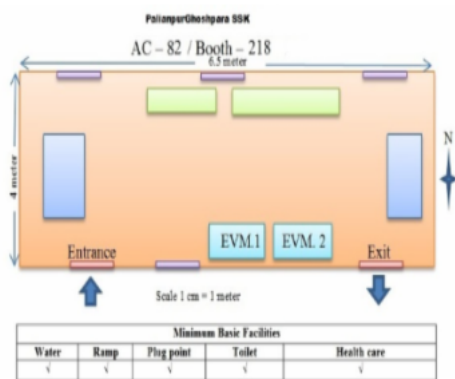 PalianpurGhoshpara SSK
AC – 82 / Booth – 218
6.5 meter
4 meter
N
EVM.1
EVM. 2
Entrance
Exit
Scale 1 cm = 1 meter
Minimum Basic Facilities
Water Ramp Plug point Toilet Health care
√ √ √ √ √